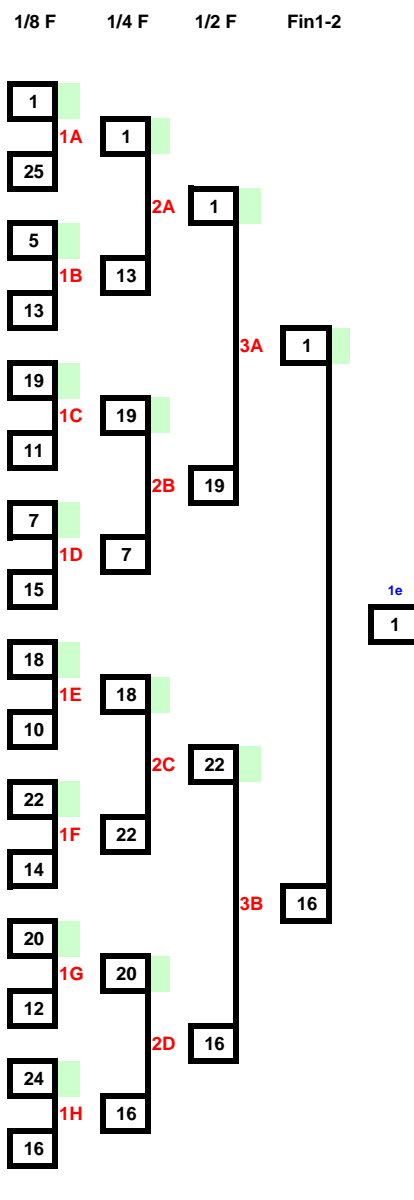 1/8 F 1/4 F 1/2 F Fin1-2
1
1A 1
25
2A 1
5
1B 13
13
3A 1
19
1C 19
11
2B 19
7
1D 7
15
1e
1
18
1E 18
10
2C 22
22
1F 22
14
3B 16
20
1G 20
12
2D 16
24
1H 16
16